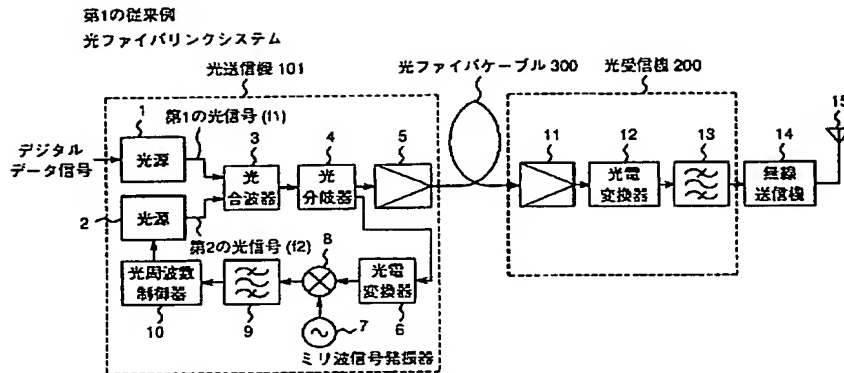 第1の従来例
光ファイバリンクシステム
光送信機 101
光ファイバケーブル 300
光受信機 200
15
1
第1の光信号 (f1)
3
4
5
11
12
13
14
デジタル
データ信号
光源
光
合波器
光
分岐器
光電
変換器
無線
送信機
2
光源
第2の光信号 (f2)
8
光周波数
制御器
光電
変換器
10
9
7
6
ミリ波信号発振器